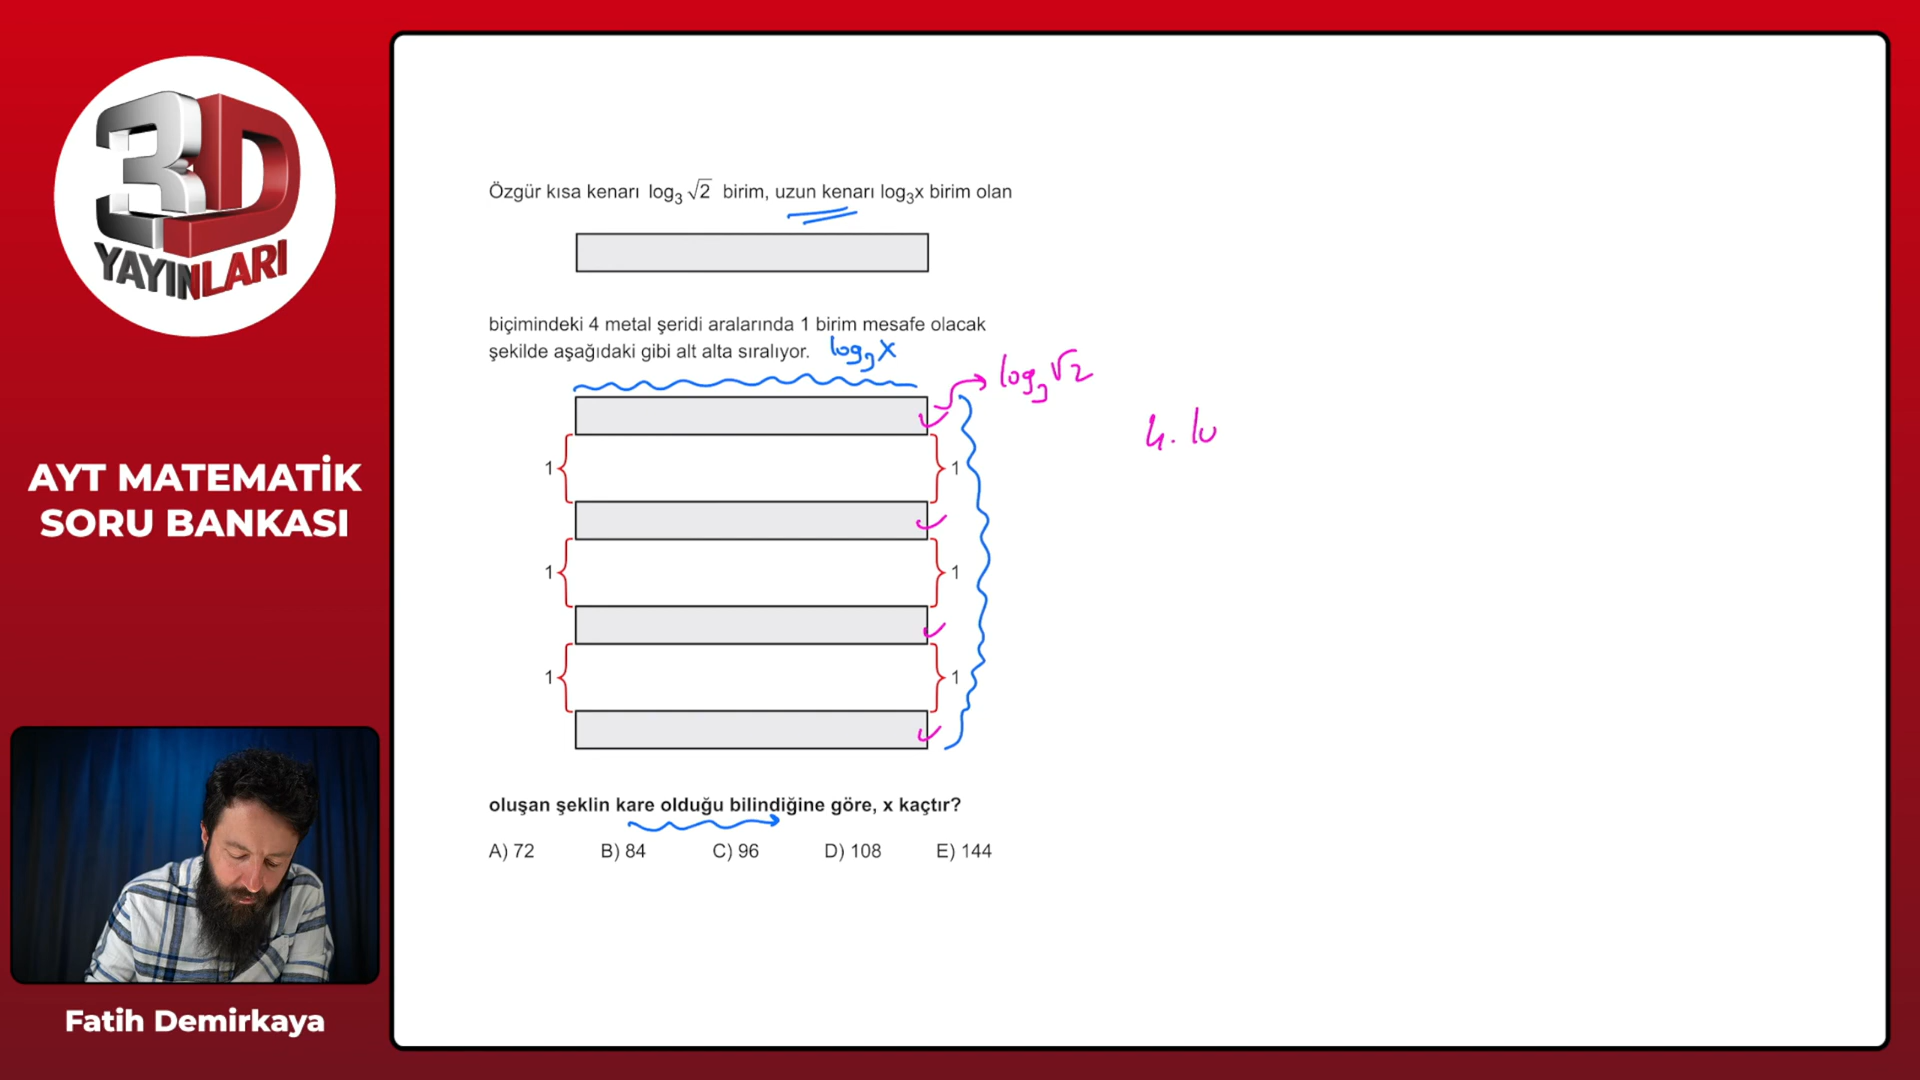 3D
YAYINLARI
AYT MATEMATİK
SORU BANKASI
Fatih Demirkaya
Özgür kısa kenarı log₃ √2 birim, uzun kenarı log₃x birim olan
biçimindeki 4 metal şeridi aralarında 1 birim mesafe olacak
şekilde aşağıdaki gibi alt alta sıralıyor.
log₃x
log₃√2
4. lo
1 1
1 1
1 1
oluşan şeklin kare olduğu bilindiğine göre, x kaçtır?
A) 72 B) 84 C) 96 D) 108 E) 144